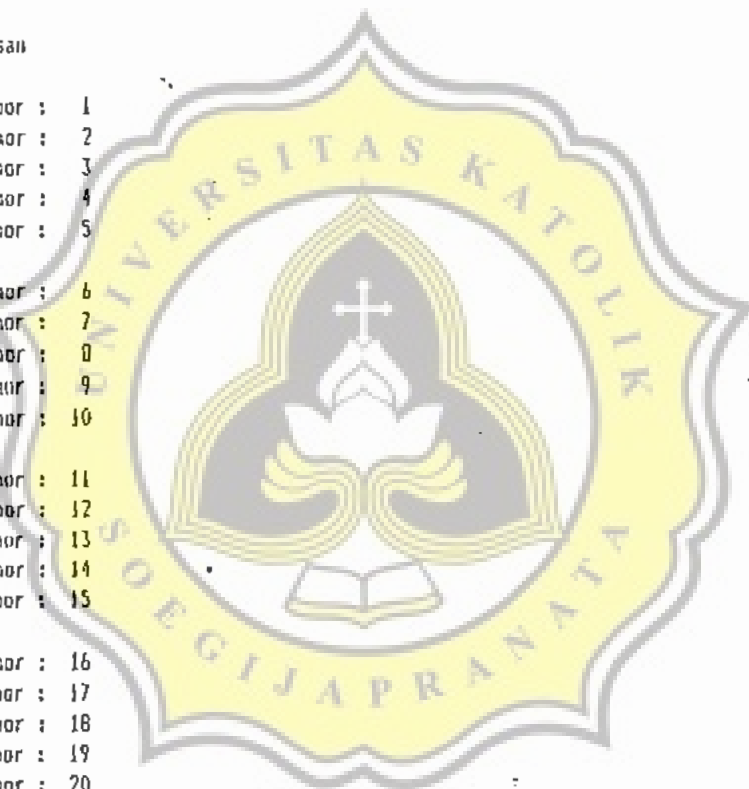 san
or : 1
or : 2
or : 3
or : 4
or : 5
or : 6
or : 7
or : 8
or : 9
or : 10
or : 11
or : 12
or : 13
or : 14
or : 15
or : 16
or : 17
or : 18
or : 19
or : 20
UNIVERSITAS KATOLIK
SOEGIJAPRANATA